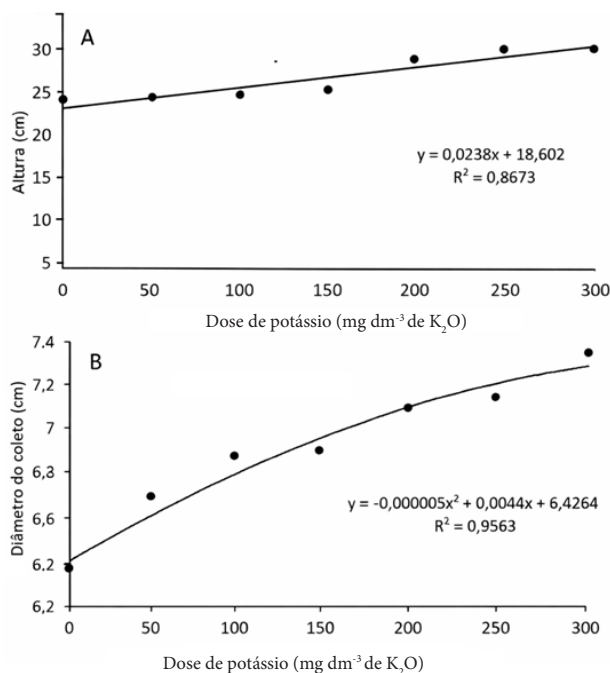 A
30
25
20
15
10
5
Alturra (cm)
y = 0,0238x + 18,602
R² = 0,8673
0 50 100 150 200 250 300
Dose de potássio (mg dm⁻³ de K₂O)
B
7,4
7,2
7
6,3
6,6
6,2
6,2
Diâmetro do coleto (cm)
y = -0,000005x² + 0,0044x + 6,4264
R² = 0,9563
0 50 100 150 200 250 300
Dose de potássio (mg dm⁻³ de K₂O)